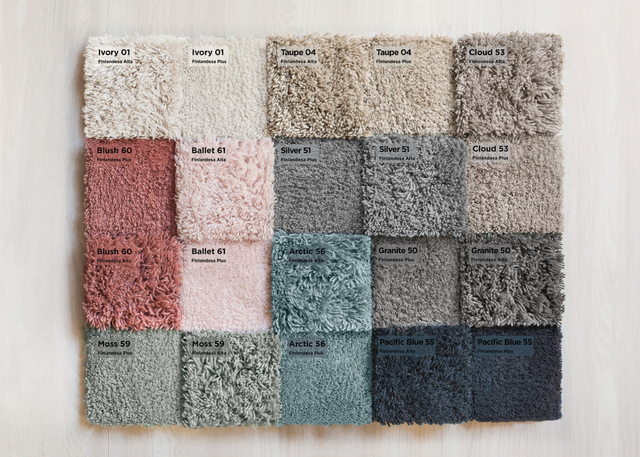 Ivory 01
Finlandesa Alta
Ivory 01
Finlandesa Plus
Taupe 04
Finlandesa Alta
Taupe 04
Finlandesa Plus
Cloud 53
Finlandesa Alta
Blush 60
Finlandesa Plus
Ballet 61
Finlandesa Alta
Silver 51
Finlandesa Plus
Silver 51
Finlandesa Alta
Cloud 53
Finlandesa Plus
Blush 60
Finlandesa Alta
Ballet 61
Finlandesa Plus
Arctic 56
Finlandesa Alta
Granite 50
Finlandesa Plus
Granite 50
Finlandesa Alta
Moss 59
Finlandesa Plus
Moss 59
Finlandesa Alta
Arctic 56
Finlandesa Plus
Pacific Blue 55
Finlandesa Alta
Pacific Blue 55
Finlandesa Plus